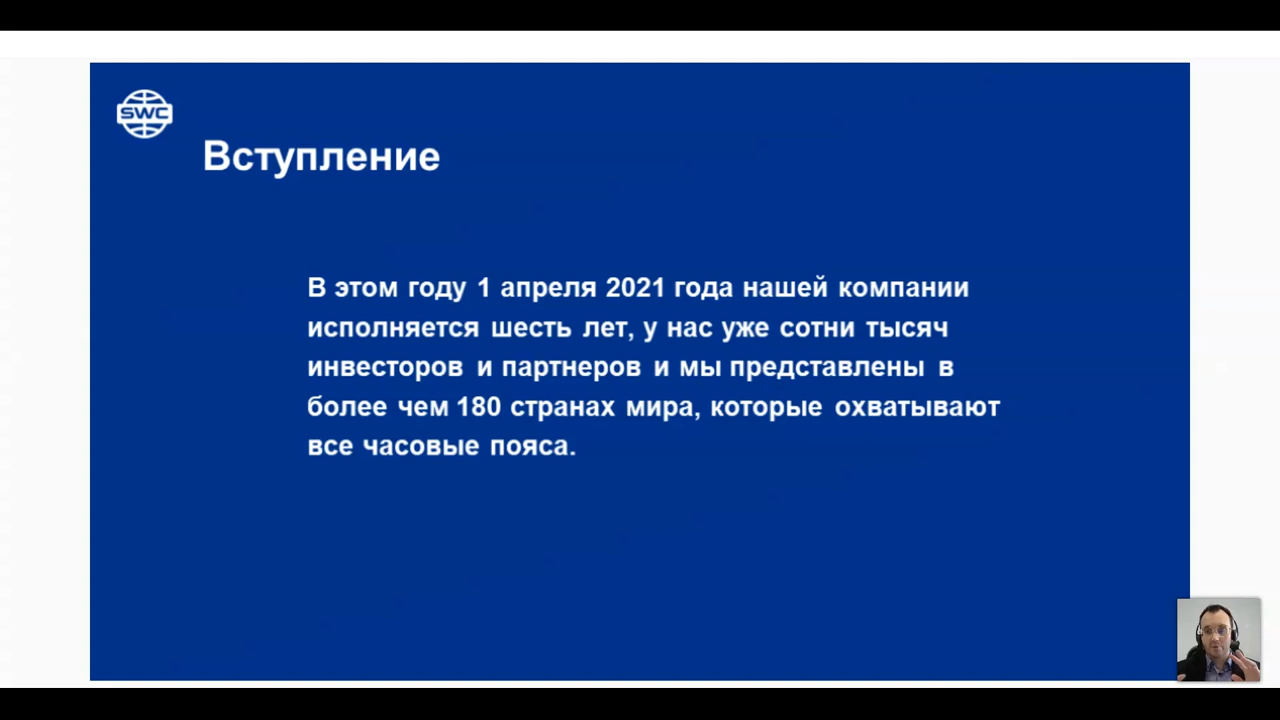 SWC
Вступление
В этом году 1 апреля 2021 года нашей компании
исполняется шесть лет, у нас уже сотни тысяч
инвесторов и партнеров и мы представлены в
более чем 180 странах мира, которые охватывают
все часовые пояса.